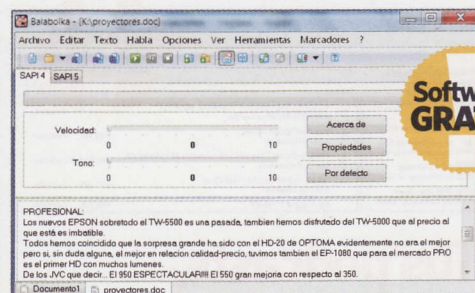 Balabolka - [K:\proyectores.doc]
Archivo Editar Texto Habla Opciones Ver Herramientas Marcadores ?
SAPI 4 SAPI 5
Softw
GRAT
Velocidad:
0 0 10
Tono:
0 0 10
Acerca de
Propiedades
Por defecto
PROFESIONAL:
Los nuevos EPSON sobretodo el TW-5500 es una pasada, tambien hemos disfrutado del TW-5000 que al precio al
que está es imbatible.
Todos hemos coincidido que la sorpresa grande ha sido con el HD-20 de OPTOMA evidentemente no era el mejor
pero si, sin duda alguna, el mejor en relacion calidad-precio, tuvimos tambien el EP-1080 que para el mercado PRO
es el primer HD con muchos lumenes.
De los JVC que decir... El 950 ESPECTACULAR!!!! El 550 gran mejoria con respecto al 350.
Documento1 proyectores.doc